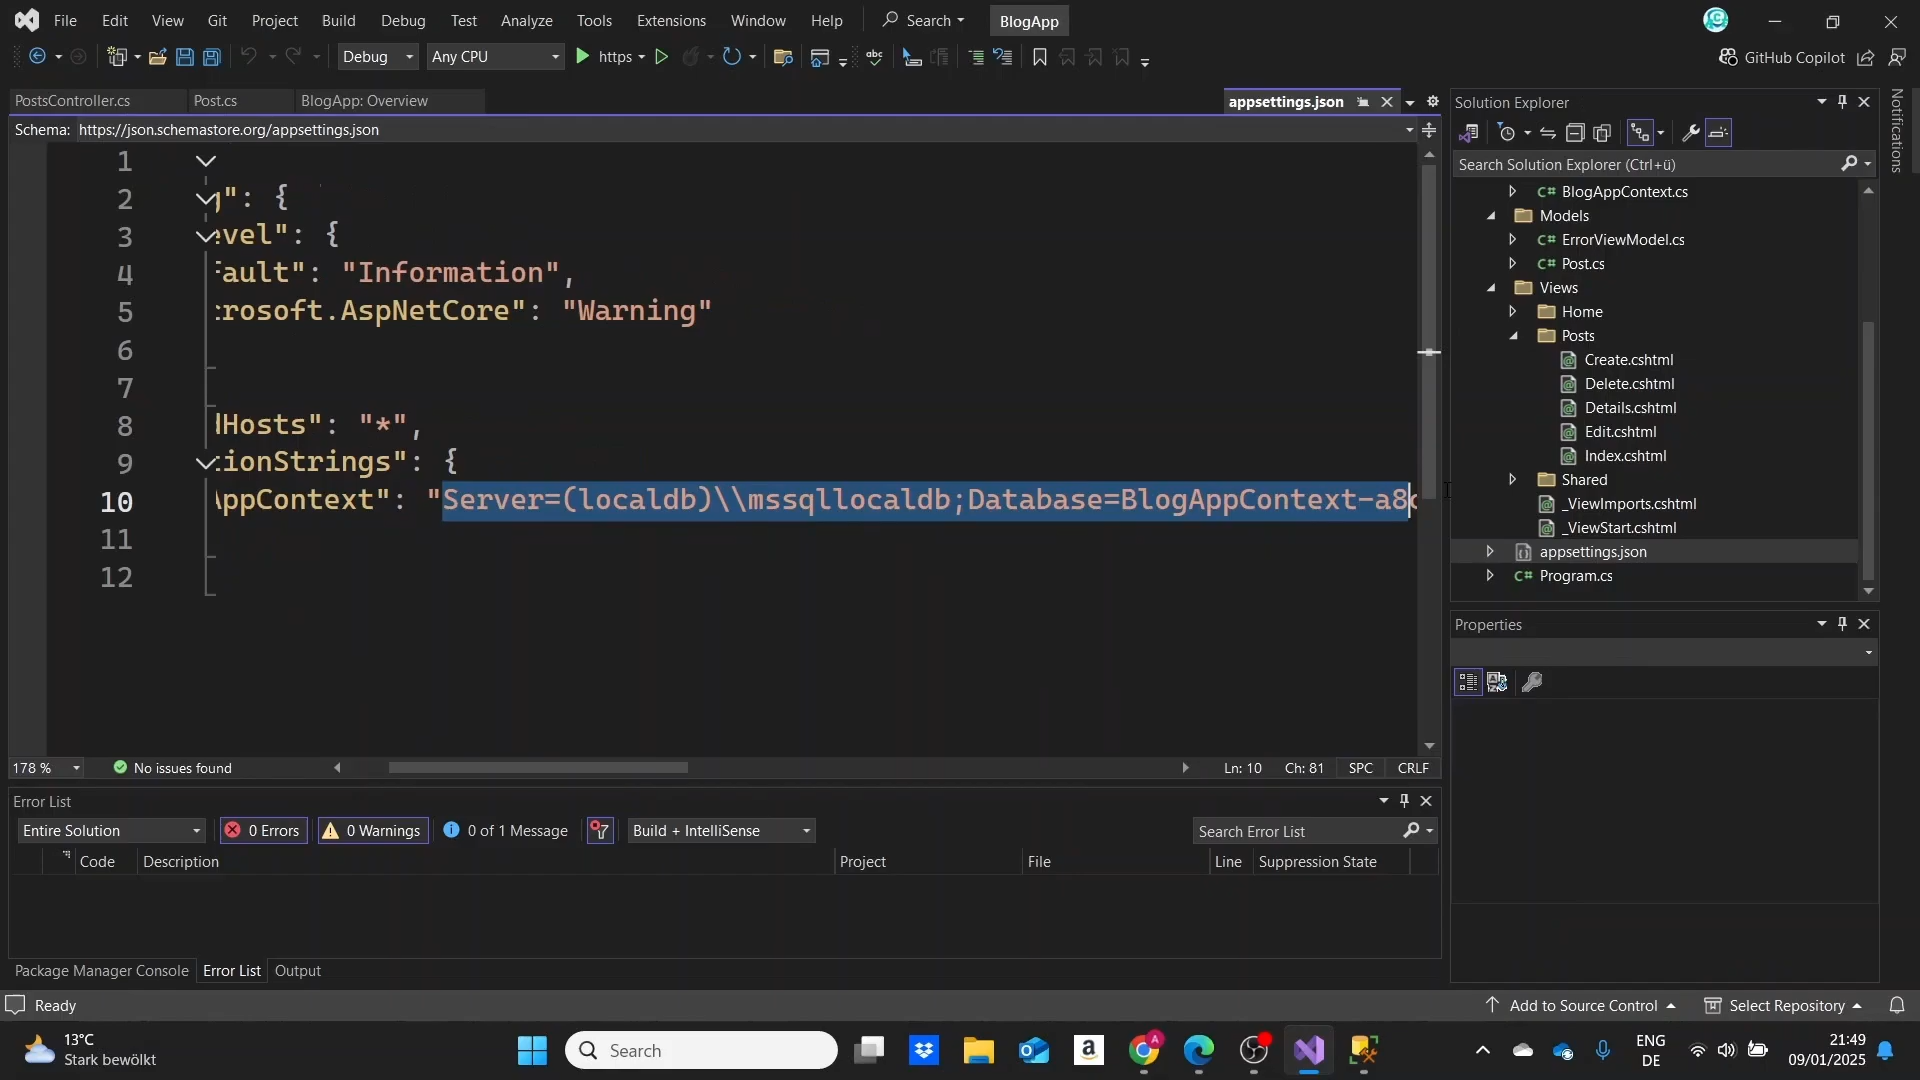 File Edit View Git Project Build Debug Test Analyze Tools Extensions Window Help Search BlogApp
Debug Any CPU https GitHub Copilot
PostsController.cs Post.cs BlogApp: Overview appsettings.json
Schema: https://json.schemastore.org/appsettings.json
1
2 g": {
3 evel": {
4 fault": "Information",
5 crosoft.AspNetCore": "Warning"
6
7
8 dHosts": "*",
9 tionStrings": {
10 AppContext": "Server=(localdb)\\mssqllocaldb;Database=BlogAppContext-a8
11
12
178 % No issues found Ln: 10 Ch: 81 SPC CRLF
Error List
Entire Solution 0 Errors 0 Warnings 0 of 1 Message Build + IntelliSense Search Error List
Code Description Project File Line Suppression State
Package Manager Console Error List Output
Solution Explorer
Search Solution Explorer (Ctrl+ü)
C# BlogAppContext.cs
Models
C# ErrorViewModel.cs
C# Post.cs
Views
Home
Posts
Create.cshtml
Delete.cshtml
Details.cshtml
Edit.cshtml
Index.cshtml
Shared
_ViewImports.cshtml
_ViewStart.cshtml
appsettings.json
C# Program.cs
Properties
Notifications
Ready Add to Source Control Select Repository
13°C
Stark bewölkt
Search
ENG
DE
21:49
09/01/2025